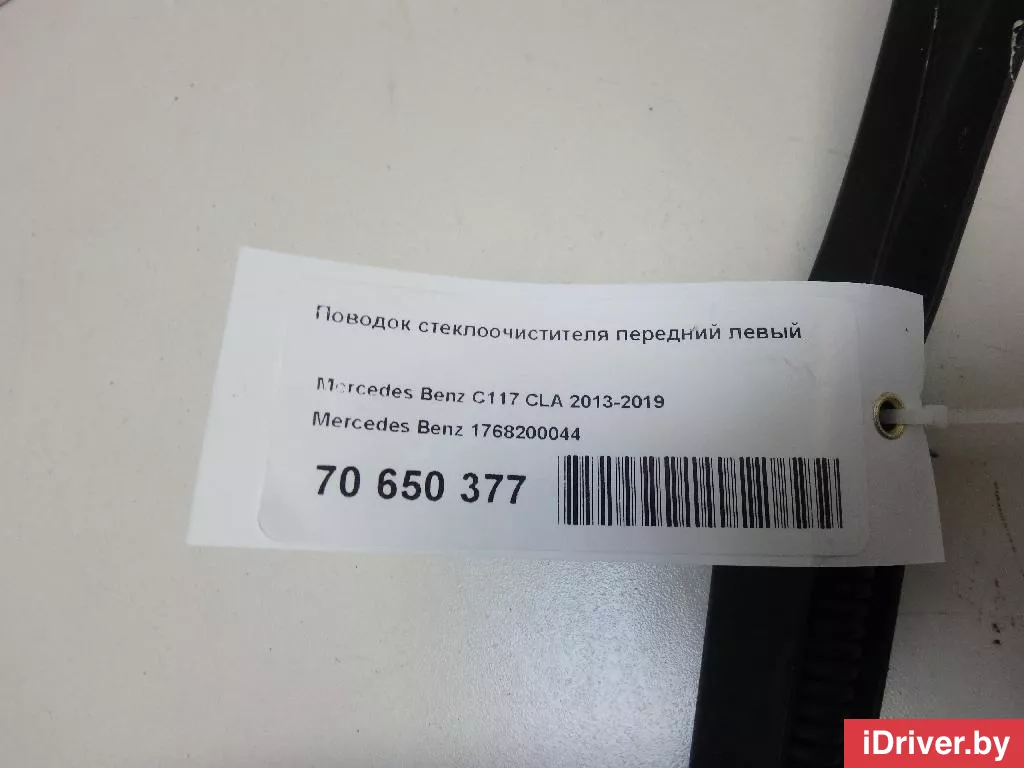 Поводок стеклоочистителя передний левый
Mercedes Benz C117 CLA 2013-2019
Mercedes Benz 1768200044
70 650 377
iDriver.by